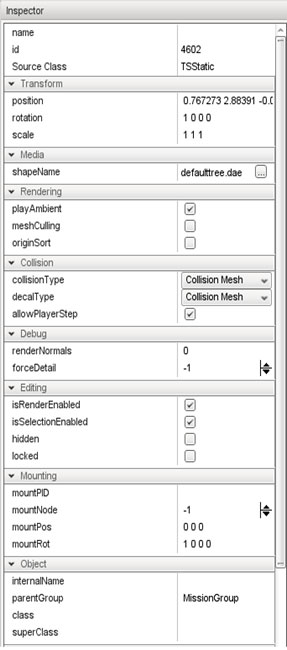 Inspector
name
id 4602
Source Class TSStatic
Transform
position 0.767273 2.88391 -0.0
rotation 1 0 0 0
scale 1 1 1
Media
shapeName defaulttree.dae ...
Rendering
playAmbient
meshCulling
originSort
Collision
collisionType Collision Mesh
decalType Collision Mesh
allowPlayerStep
Debug
renderNormals 0
forceDetail -1
Editing
isRenderEnabled
isSelectionEnabled
hidden
locked
Mounting
mountPID
mountNode -1
mountPos 0 0 0
mountRot 1 0 0 0
Object
internalName
parentGroup MissionGroup
class
superClass